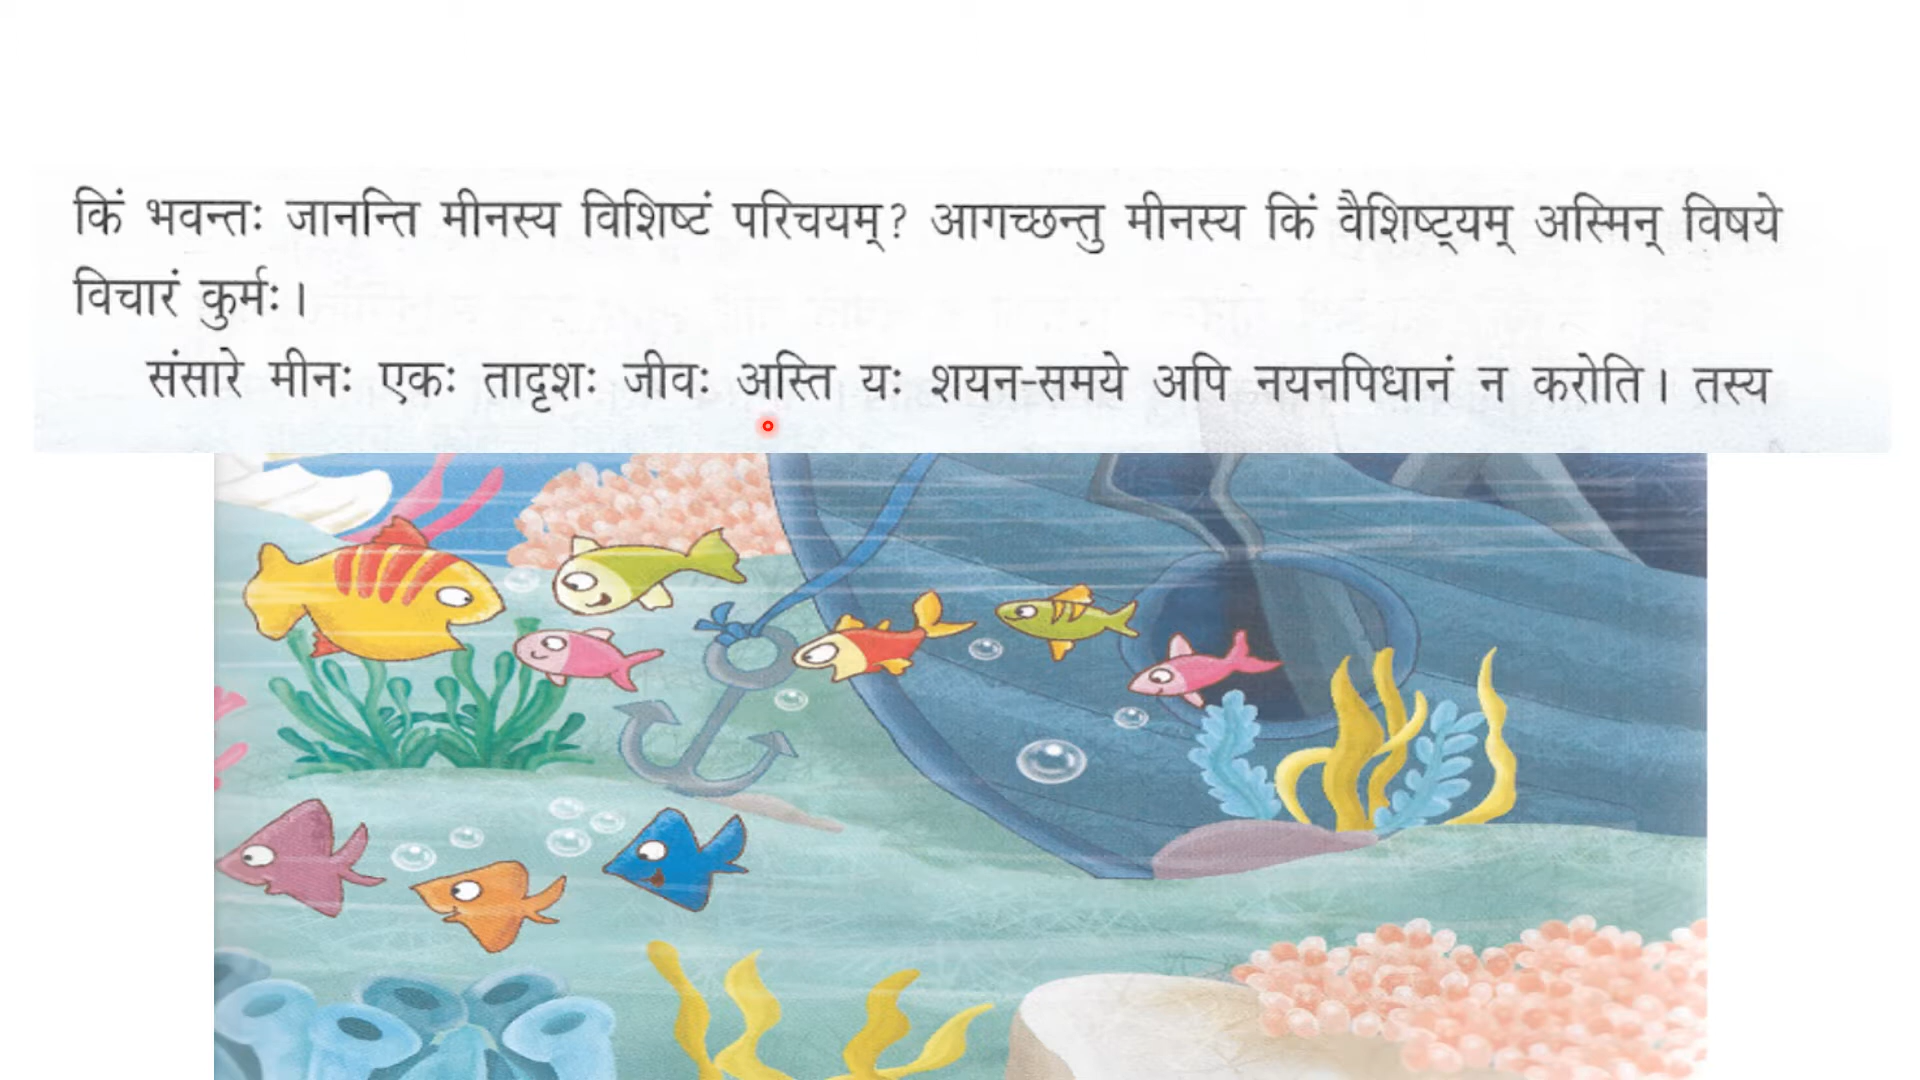 किं भवन्तः जानन्ति मीनस्य विशिष्टं परिचयम्? आगच्छन्तु मीनस्य किं वैशिष्ट्यम् अस्मिन् विषये
विचारं कुर्मः।
संसारे मीनः एकः तादृशः जीवः अस्ति यः शयन-समये अपि नयनपिधानं न करोति। तस्य